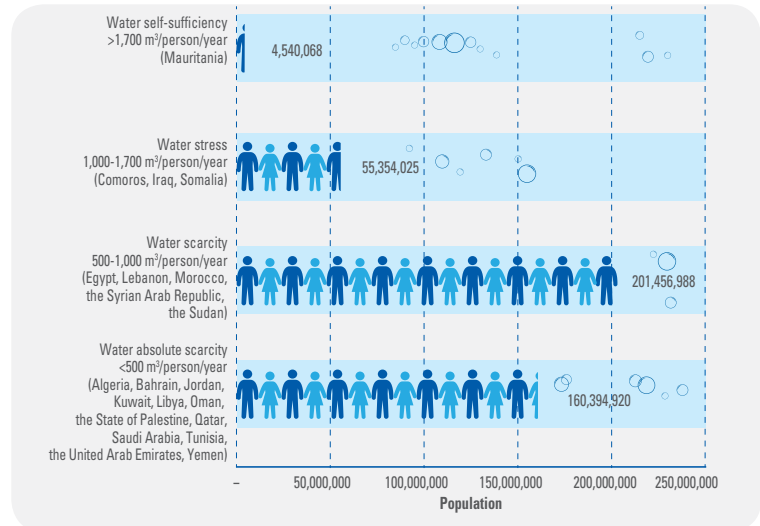 Water self-sufficiency
>1,700 m³/person/year
(Mauritania)
4,540,068
Water stress
1,000-1,700 m³/person/year
(Comoros, Iraq, Somalia)
55,354,025
Water scarcity
500-1,000 m³/person/year
(Egypt, Lebanon, Morocco,
the Syrian Arab Republic,
the Sudan)
201,456,988
Water absolute scarcity
<500 m³/person/year
(Algeria, Bahrain, Jordan,
Kuwait, Libya, Oman,
the State of Palestine, Qatar,
Saudi Arabia, Tunisia,
the United Arab Emirates, Yemen)
160,394,920
– 50,000,000 100,000,000 150,000,000 200,000,000 250,000,000
Population